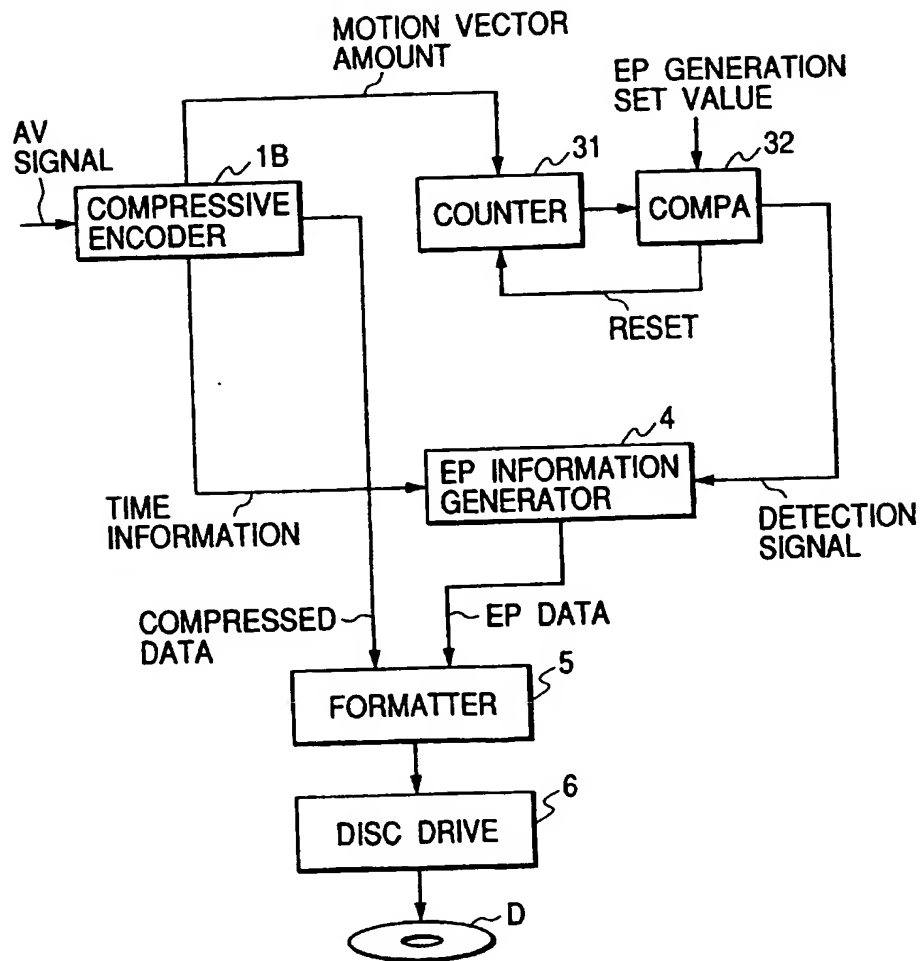 MOTION VECTOR
AMOUNT
EP GENERATION
SET VALUE
AV
SIGNAL
1B
31
32
COMPRESSIVE
ENCODER
COUNTER
COMPA
RESET
4
EP INFORMATION
GENERATOR
TIME
INFORMATION
DETECTION
SIGNAL
COMPRESSED
DATA
EP DATA
5
FORMATTER
6
DISC DRIVE
D